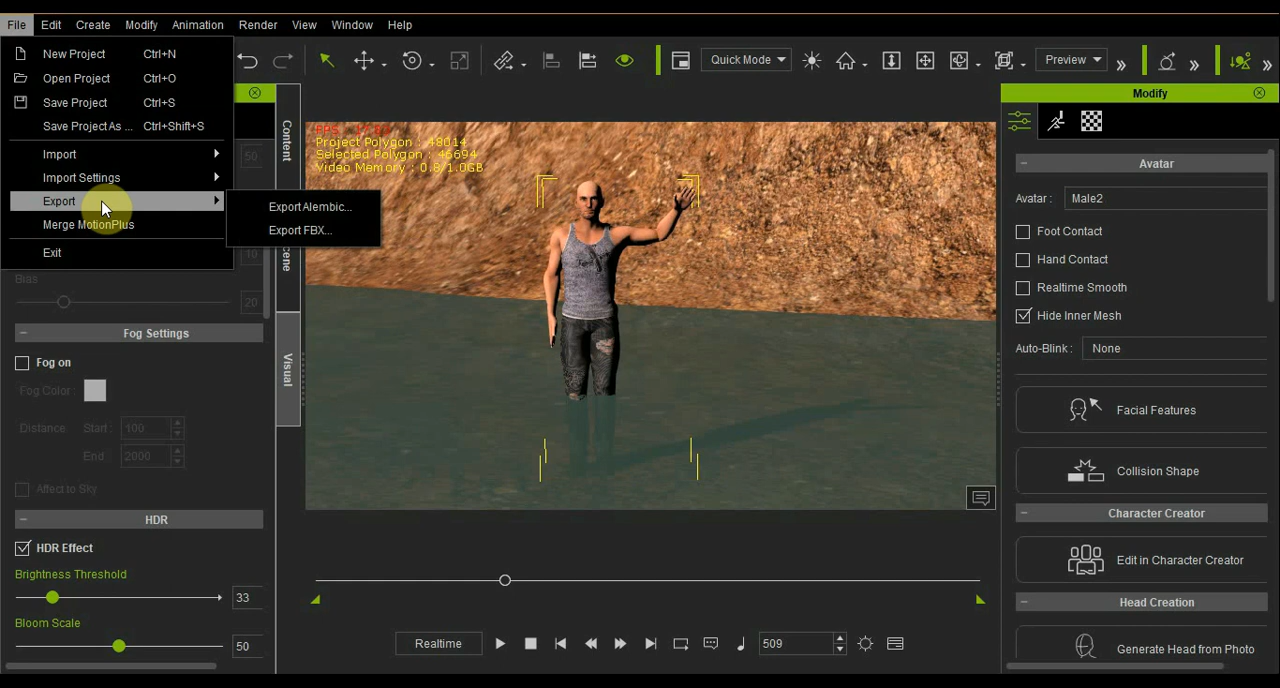 File Edit Create Modify Animation Render View Window Help
New Project Ctrl+N
Open Project Ctrl+O
Save Project Ctrl+S
Save Project As ... Ctrl+Shift+S
Import
Import Settings
Export
Merge MotionPlus
Exit
Export Alembic...
Export FBX...
Quick Mode
Preview
Content
Scene
Visual
50
10
Bias
20
Fog Settings
Fog on
Fog Color :
Distance Start : 100
End : 2000
Affect to Sky
HDR
HDR Effect
Brightness Threshold
33
Bloom Scale
50
Project Polygon : 48014
Selected Polygon : 46694
Video Memory : 0.8/1.0GB
Realtime
509
Modify
Avatar
Avatar : Male2
Foot Contact
Hand Contact
Realtime Smooth
Hide Inner Mesh
Auto-Blink : None
Facial Features
Collision Shape
Character Creator
Edit in Character Creator
Head Creation
Generate Head from Photo